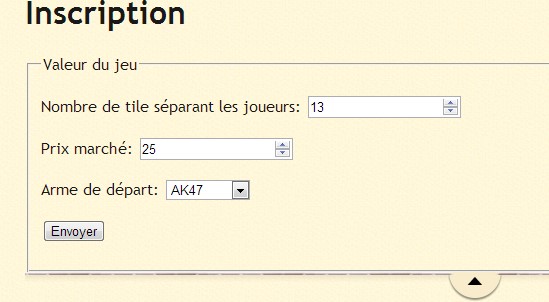 Inscription
Valeur du jeu
Nombre de tile séparant les joueurs: 13
Prix marché: 25
Arme de départ: AK47
Envoyer